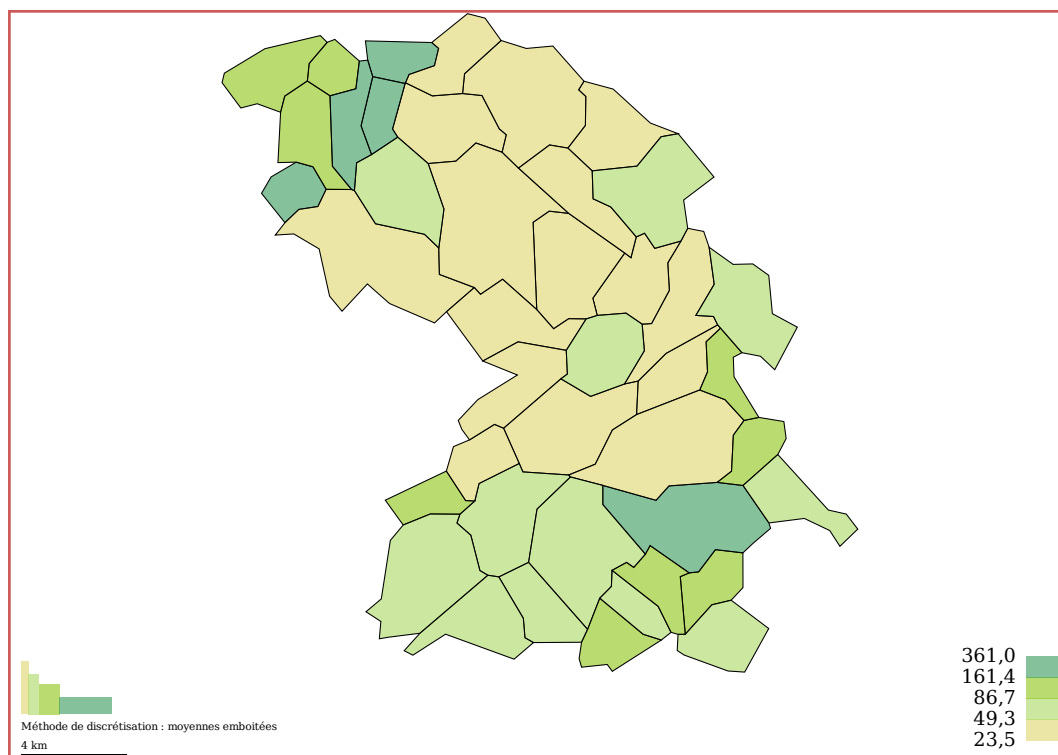 361,0
161,4
86,7
49,3
23,5
Méthode de discrétisation : moyennes emboitées
4 km